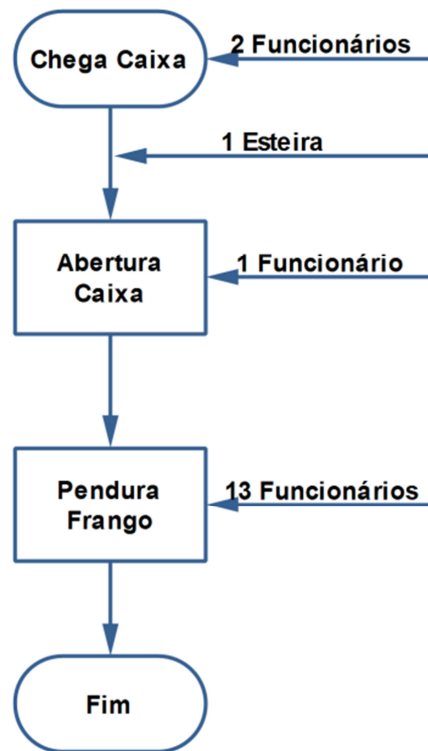 Chega Caixa
2 Funcionários
1 Esteira
Abertura
Caixa
1 Funcionário
Pendura
Frango
13 Funcionários
Fim